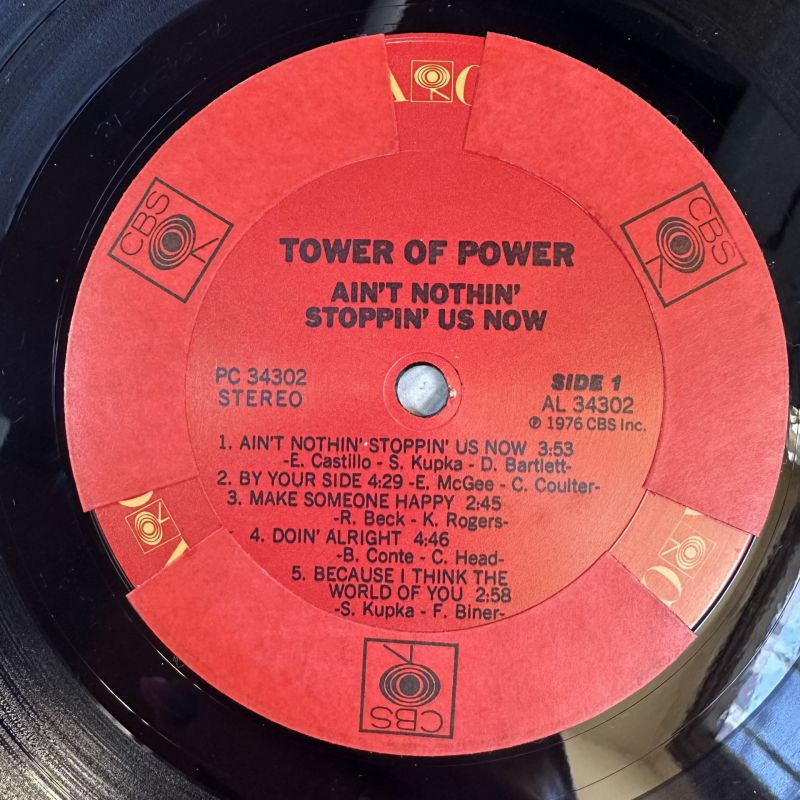 TOWER OF POWER
AIN'T NOTHIN'
STOPPIN' US NOW
PC 34302
STEREO
SIDE 1
AL 34302
Ⓟ 1976 CBS Inc.
1. AIN'T NOTHIN' STOPPIN' US NOW 3:53
-E. Castillo - S. Kupka - D. Bartlett-
2. BY YOUR SIDE 4:29 -E. McGee - C. Coulter-
3. MAKE SOMEONE HAPPY 2:45
-R. Beck - K. Rogers-
4. DOIN' ALRIGHT 4:46
-B. Conte - C. Head-
5. BECAUSE I THINK THE
WORLD OF YOU 2:58
-S. Kupka - F. Biner-
CBS
CBS
CBS